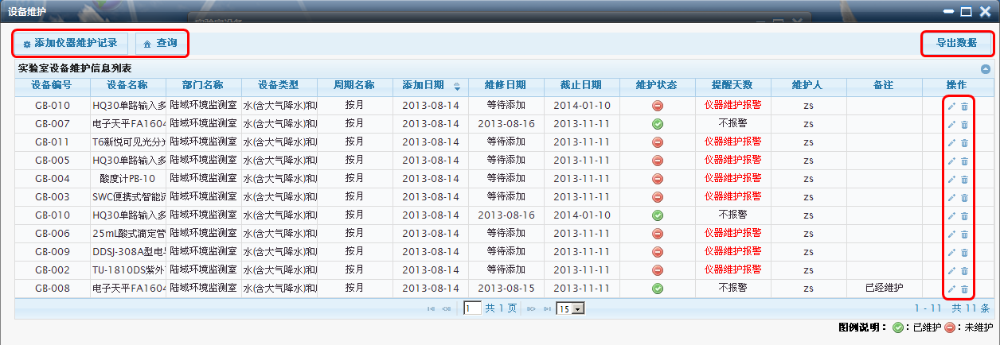 设备维护
添加仪器维护记录 查询 导出数据
实验室设备维护信息列表
设备编号 设备名称 部门名称 设备类型 周期名称 添加日期 维修日期 截止日期 维护状态 提醒天数 维护人 备注 操作
GB-010 HQ30单路输入多 陆域环境监测室 水(含大气降水)和 按月 2013-08-14 等待添加 2014-01-10 仪器维护报警 zs
GB-007 电子天平FA1604 陆域环境监测室 水(含大气降水)和 按月 2013-08-14 2013-08-16 2013-11-11 不报警 zs
GB-011 T6新悦可见光分光 陆域环境监测室 水(含大气降水)和 按月 2013-08-14 等待添加 2013-11-11 仪器维护报警 zs
GB-005 HQ30单路输入多 陆域环境监测室 水(含大气降水)和 按月 2013-08-14 等待添加 2013-11-11 仪器维护报警 zs
GB-004 酸度计PB-10 陆域环境监测室 水(含大气降水)和 按月 2013-08-14 等待添加 2013-11-11 仪器维护报警 zs
GB-003 SWC便携式智能 陆域环境监测室 水(含大气降水)和 按月 2013-08-14 等待添加 2013-11-11 仪器维护报警 zs
GB-010 HQ30单路输入多 陆域环境监测室 水(含大气降水)和 按月 2013-08-14 2013-08-16 2014-01-10 不报警 zs
GB-006 25mL酸式滴定管 陆域环境监测室 水(含大气降水)和 按月 2013-08-14 等待添加 2013-11-11 仪器维护报警 zs
GB-009 DDSJ-308A型电 陆域环境监测室 水(含大气降水)和 按月 2013-08-14 等待添加 2013-11-11 仪器维护报警 zs
GB-002 TU-1810DS紫外 陆域环境监测室 水(含大气降水)和 按月 2013-08-14 等待添加 2013-11-11 仪器维护报警 zs
GB-008 电子天平FA1604 陆域环境监测室 水(含大气降水)和 按月 2013-08-14 2013-08-15 2013-11-11 不报警 zs 已经维护
1 共 1 页 15 1 - 11 共 11 条
图例说明：：已维护 ：未维护